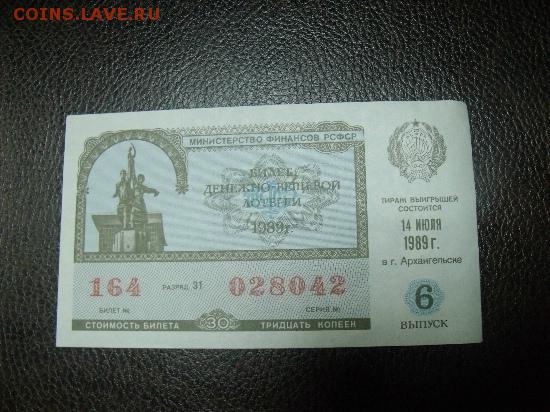 COINS.LAVE.RU
МИНИСТЕРСТВО ФИНАНСОВ РСФСР
БИЛЕТ
ДЕНЕЖНО-ВЕЩЕВОЙ
ЛОТЕРЕИ
1989г.
ТИРАЖ ВЫИГРЫШЕЙ
СОСТОИТСЯ
14 ИЮЛЯ
1989 г.
в г. Архангельске
164 РАЗРЯД 31 028042
БИЛЕТ № СЕРИЯ №
6
ВЫПУСК
СТОИМОСТЬ БИЛЕТА 30 ТРИДЦАТЬ КОПЕЕК